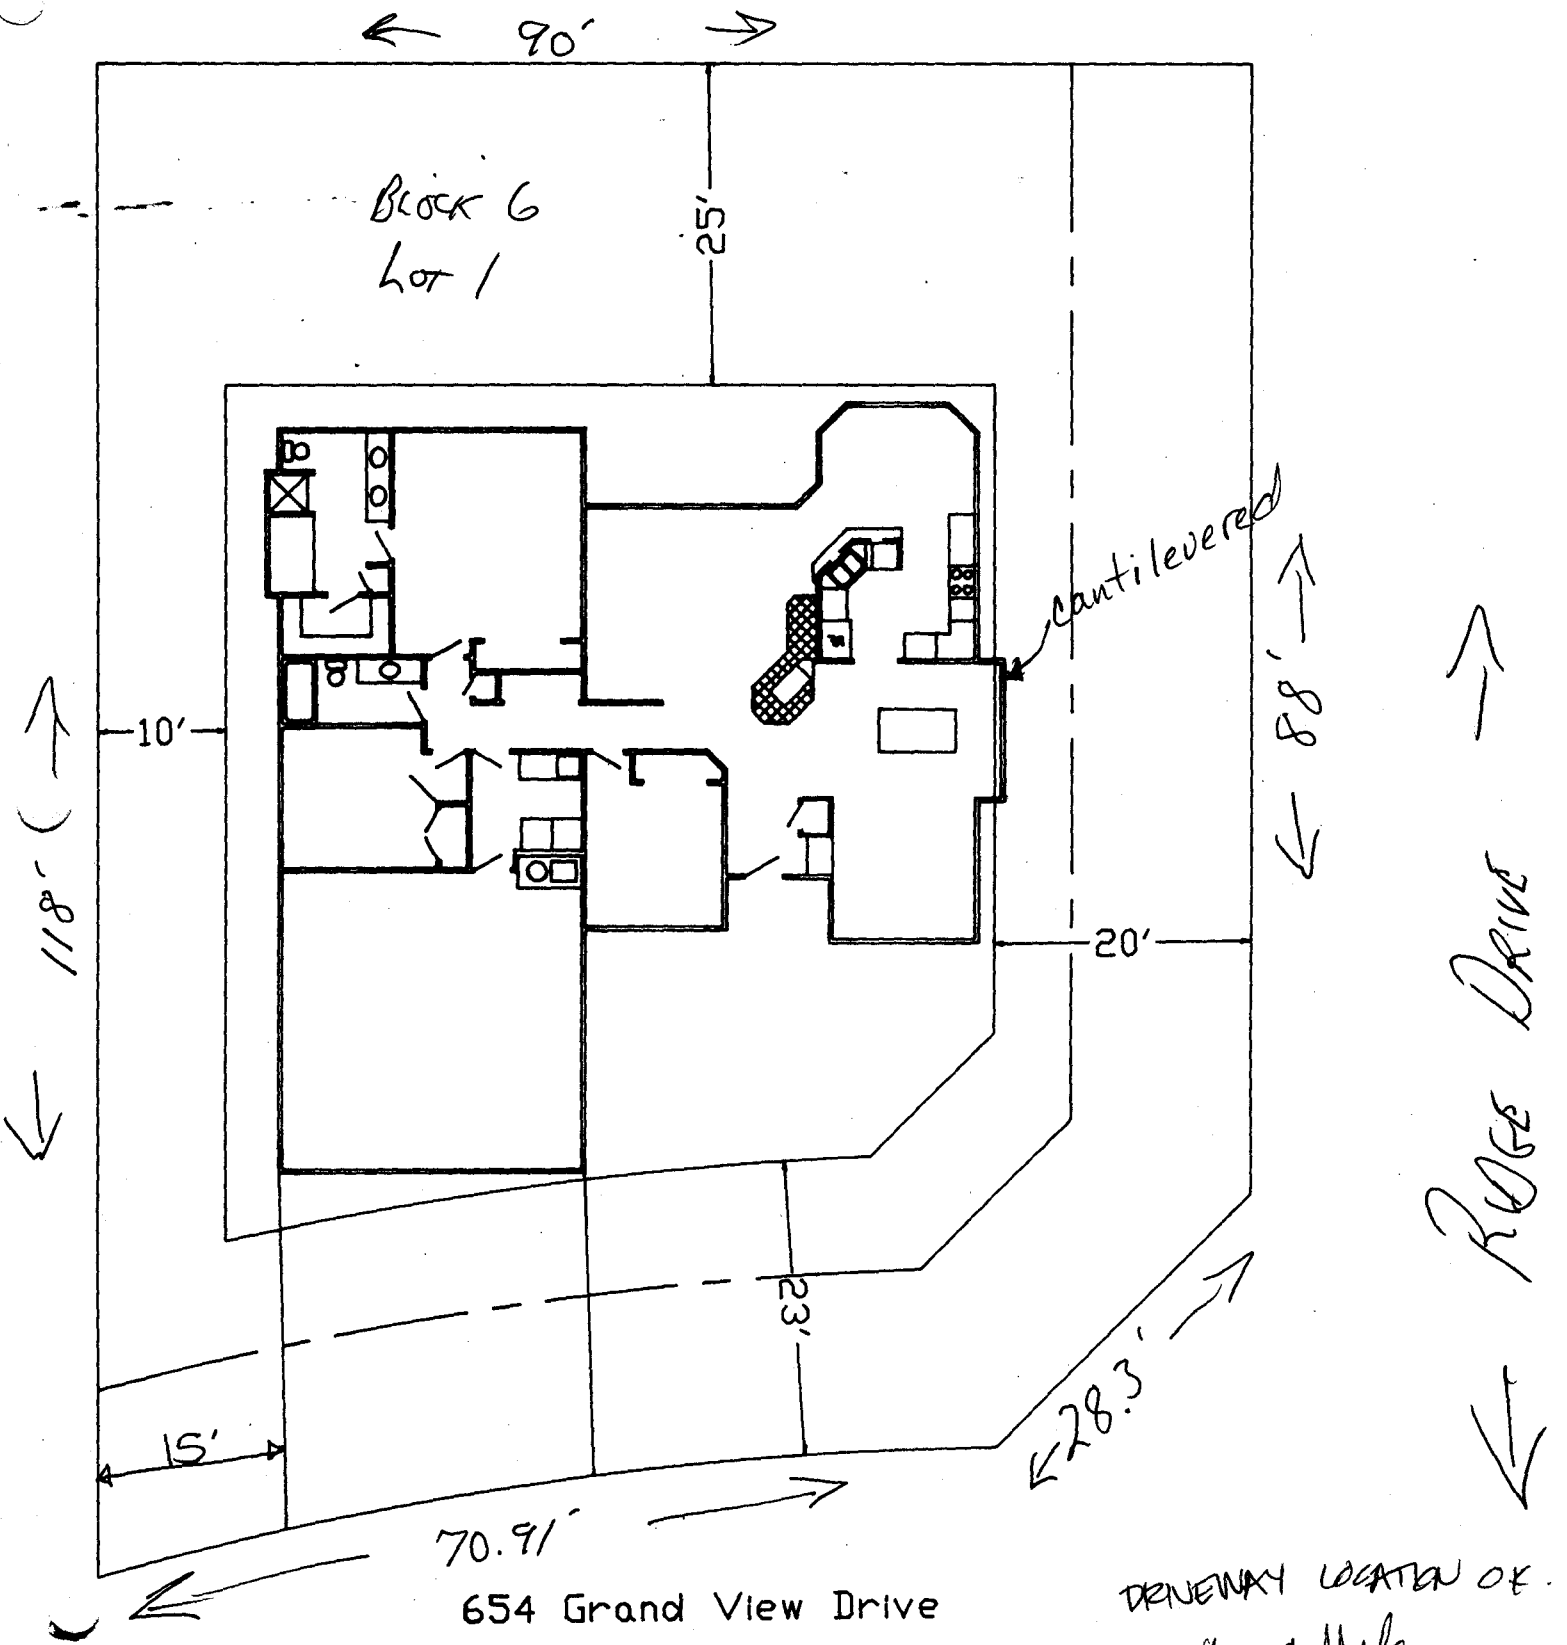 90'
BLOCK 6
LOT 1
25'
cantilevered
88'
10'
118'
20'
RIDGE DRIVE
23'
28.3'
15'
70.91'
654 Grand View Drive
DRIVEWAY LOCATION OK.